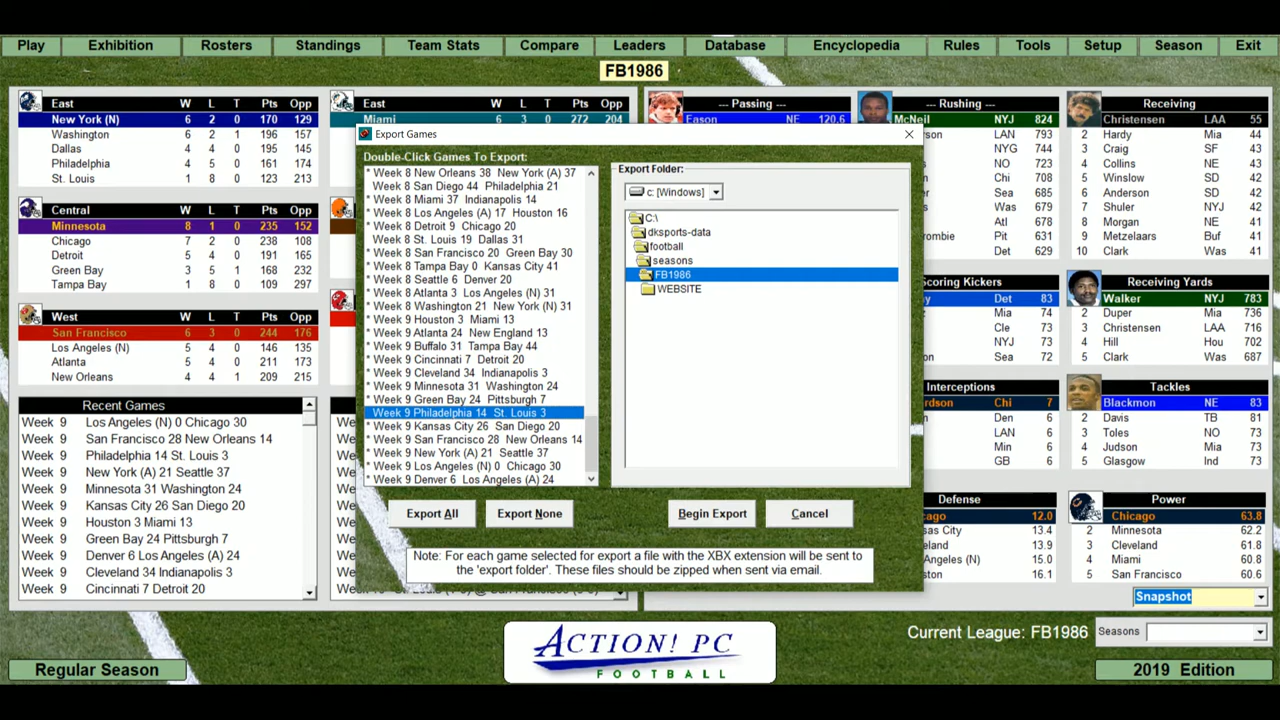 Play Exhibition Rosters Standings Team Stats Compare Leaders Database Encyclopedia Rules Tools Setup Season Exit
FB1986
East W L T Pts Opp
New York (N) 6 2 0 170 129
Washington 4 4 0 196 157
Dallas 4 4 0 195 145
Philadelphia 4 5 0 161 174
St. Louis 1 8 0 123 213
Central W L T Pts Opp
Minnesota 8 1 0 235 152
Chicago 7 2 0 238 108
Detroit 5 4 0 191 165
Green Bay 3 5 1 168 232
Tampa Bay 1 8 0 109 297
West W L T Pts Opp
San Francisco 6 3 0 244 176
Los Angeles (N) 5 4 0 146 135
Atlanta 5 4 0 211 173
New Orleans 4 4 1 209 215
Recent Games
Week 9 Los Angeles (N) 0 Chicago 30
Week 9 San Francisco 28 New Orleans 14
Week 9 Philadelphia 14 St. Louis 3
Week 9 New York (A) 21 Seattle 37
Week 9 Minnesota 31 Washington 24
Week 9 Kansas City 26 San Diego 20
Week 9 Houston 3 Miami 13
Week 9 Green Bay 24 Pittsburgh 7
Week 9 Denver 6 Los Angeles (A) 24
Week 9 Cleveland 34 Indianapolis 3
Week 9 Cincinnati 7 Detroit 20
East W L T Pts Opp
Miami 6 3 0 272 204
Export Games
Double-Click Games To Export:
* Week 8 New Orleans 38 New York (A) 37
Week 8 San Diego 44 Philadelphia 21
* Week 8 Miami 37 Indianapolis 14
* Week 8 Los Angeles (A) 17 Houston 16
* Week 8 Detroit 9 Chicago 20
* Week 8 St. Louis 19 Dallas 31
* Week 8 San Francisco 20 Green Bay 30
* Week 8 Tampa Bay 0 Kansas City 41
* Week 8 Seattle 6 Denver 20
* Week 8 Atlanta 3 Los Angeles (N) 31
* Week 8 Washington 21 New York (N) 31
* Week 9 Houston 3 Miami 13
* Week 9 Atlanta 24 New England 13
* Week 9 Buffalo 31 Tampa Bay 44
* Week 9 Cincinnati 7 Detroit 20
* Week 9 Cleveland 34 Indianapolis 3
* Week 9 Minnesota 31 Washington 24
* Week 9 Green Bay 24 Pittsburgh 7
* Week 9 Philadelphia 14 St. Louis 3
* Week 9 Kansas City 26 San Diego 20
* Week 9 San Francisco 28 New Orleans 14
* Week 9 New York (A) 21 Seattle 37
* Week 9 Los Angeles (N) 0 Chicago 30
* Week 9 Denver 6 Los Angeles (A) 24
Export Folder:
c: [Windows]
C:\
dksports-data
football
seasons
FB1986
WEBSITE
Export All Export None Begin Export Cancel
Note: For each game selected for export a file with the XBX extension will be sent to
the 'export folder'. These files should be zipped when sent via email.
--- Passing ---
Eason NE 120.6
- Rushing ---
McNeil NYJ 824
LAN 793
NYG 744
NO 723
Chi 708
Sea 685
Was 679
Atl 678
Pit 631
Det 629
Receiving
Christensen LAA 55
2 Hardy Mia 44
3 Craig SF 43
4 Collins NE 43
5 Winslow SD 42
6 Anderson SD 42
7 Shuler NYJ 42
8 Morgan NE 41
9 Metzelaars Buf 41
10 Clark Was 41
Scoring Kickers
Det 83
Mia 74
Cle 73
NYJ 73
Sea 72
Receiving Yards
Walker NYJ 783
2 Duper Mia 736
3 Christensen LAA 716
4 Hill Hou 702
5 Clark Was 687
Interceptions
Chi 7
Den 6
LAN 6
Min 6
GB 6
Tackles
Blackmon NE 83
2 Davis TB 81
3 Toles NO 73
4 Judson Mia 73
5 Glasgow Ind 73
Defense
12.0
13.4
13.9
15.0
16.1
Power
Chicago 63.8
2 Minnesota 62.2
3 Cleveland 61.8
4 Miami 60.8
5 San Francisco 60.6
Snapshot
Current League: FB1986 Seasons
Regular Season
ACTION! PC
FOOTBALL
2019 Edition